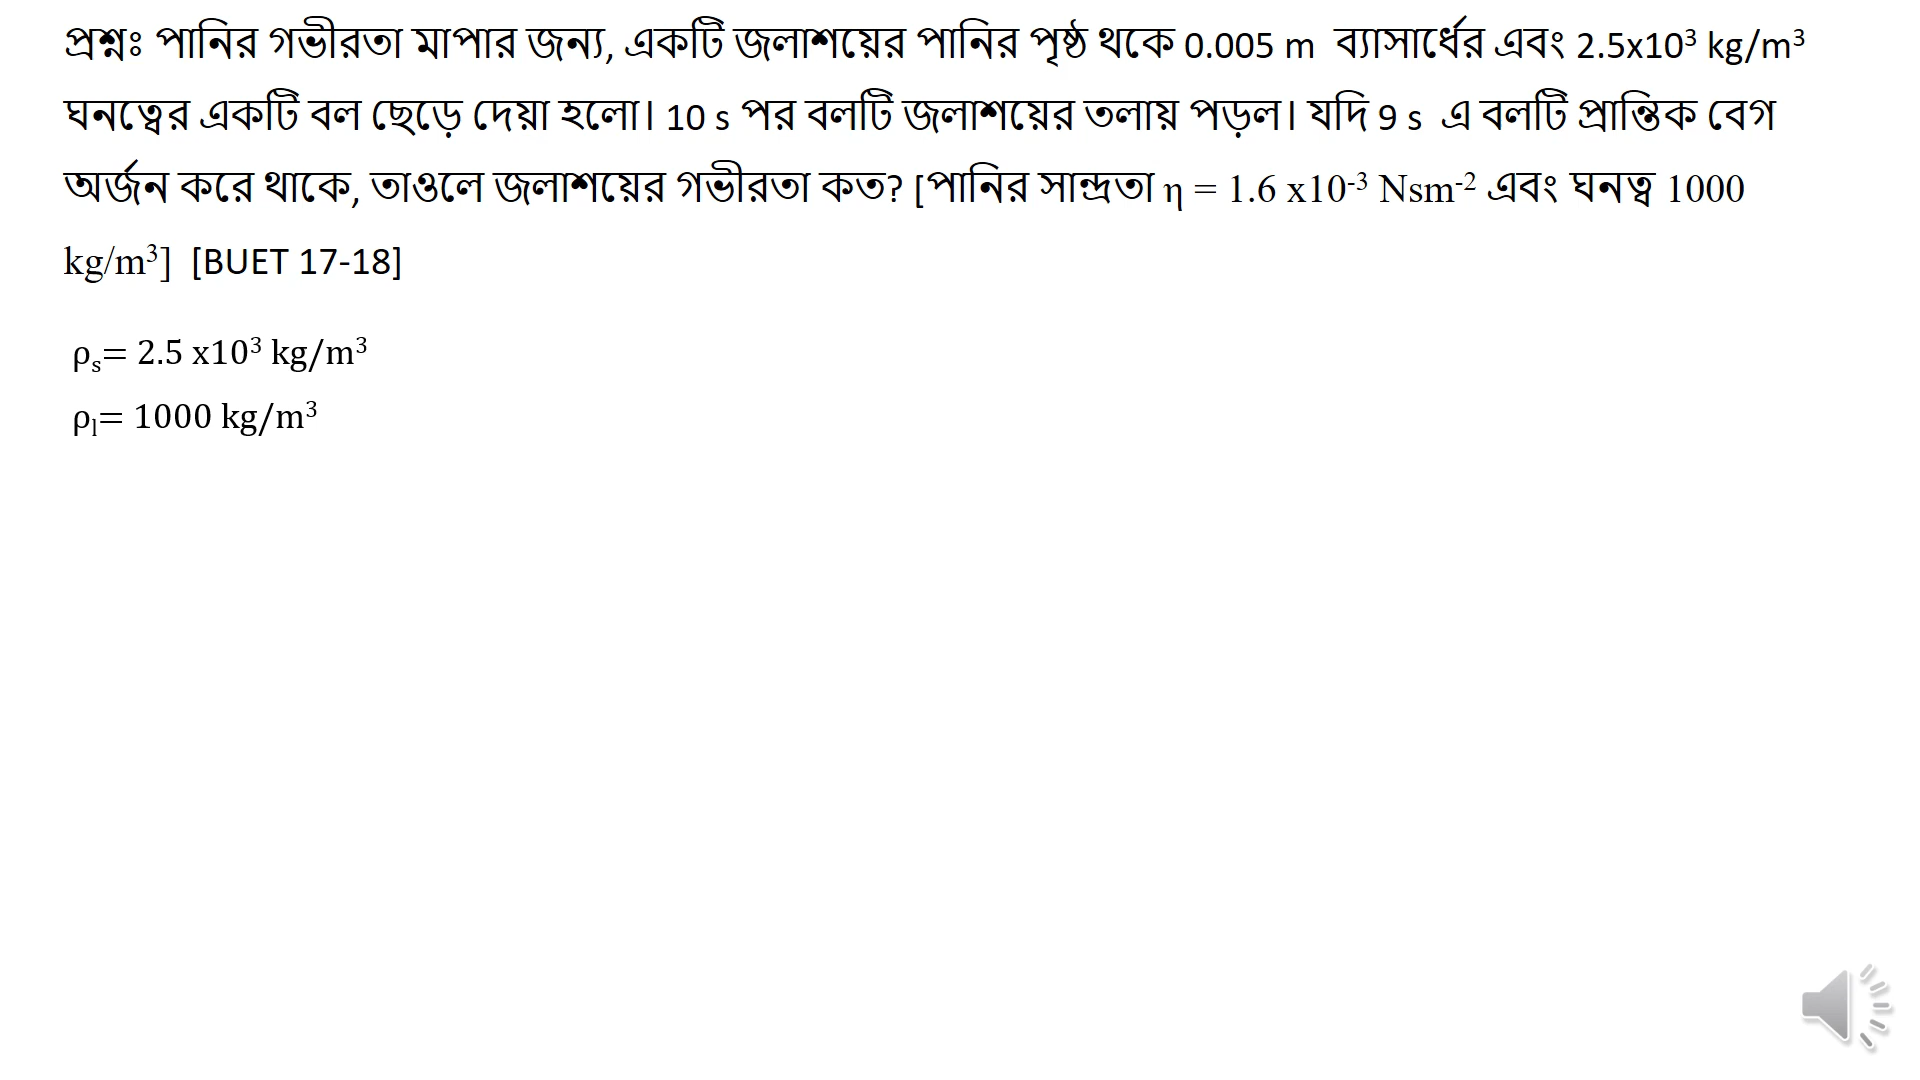 প্রশ্নঃ পানির গভীরতা মাপার জন্য, একটি জলাশয়ের পানির পৃষ্ঠ থকে 0.005 m ব্যাসার্ধের এবং 2.5x10³ kg/m³
ঘনত্বের একটি বল ছেড়ে দেয়া হলো। 10 s পর বলটি জলাশয়ের তলায় পড়ল। যদি 9 s এ বলটি প্রান্তিক বেগ
অর্জন করে থাকে, তাওলে জলাশয়ের গভীরতা কত? [পানির সান্দ্রতা η = 1.6 x10⁻³ Nsm⁻² এবং ঘনত্ব 1000
kg/m³] [BUET 17-18]
ρₛ= 2.5 x10³ kg/m³
ρₗ= 1000 kg/m³